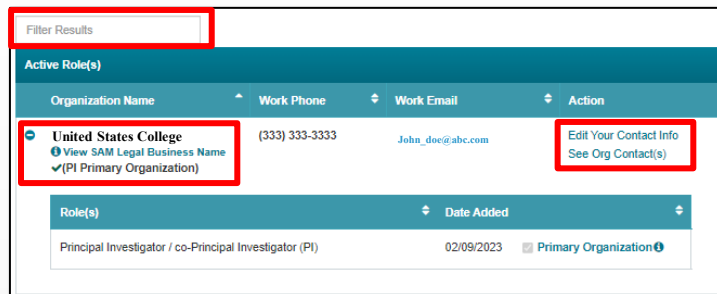 Filter Results
Active Role(s)
Organization Name Work Phone Work Email Action
United States College (333) 333-3333 John_doe@abc.com Edit Your Contact Info
View SAM Legal Business Name See Org Contact(s)
(PI Primary Organization)
Role(s) Date Added
Principal Investigator / co-Principal Investigator (PI) 02/09/2023 Primary Organization